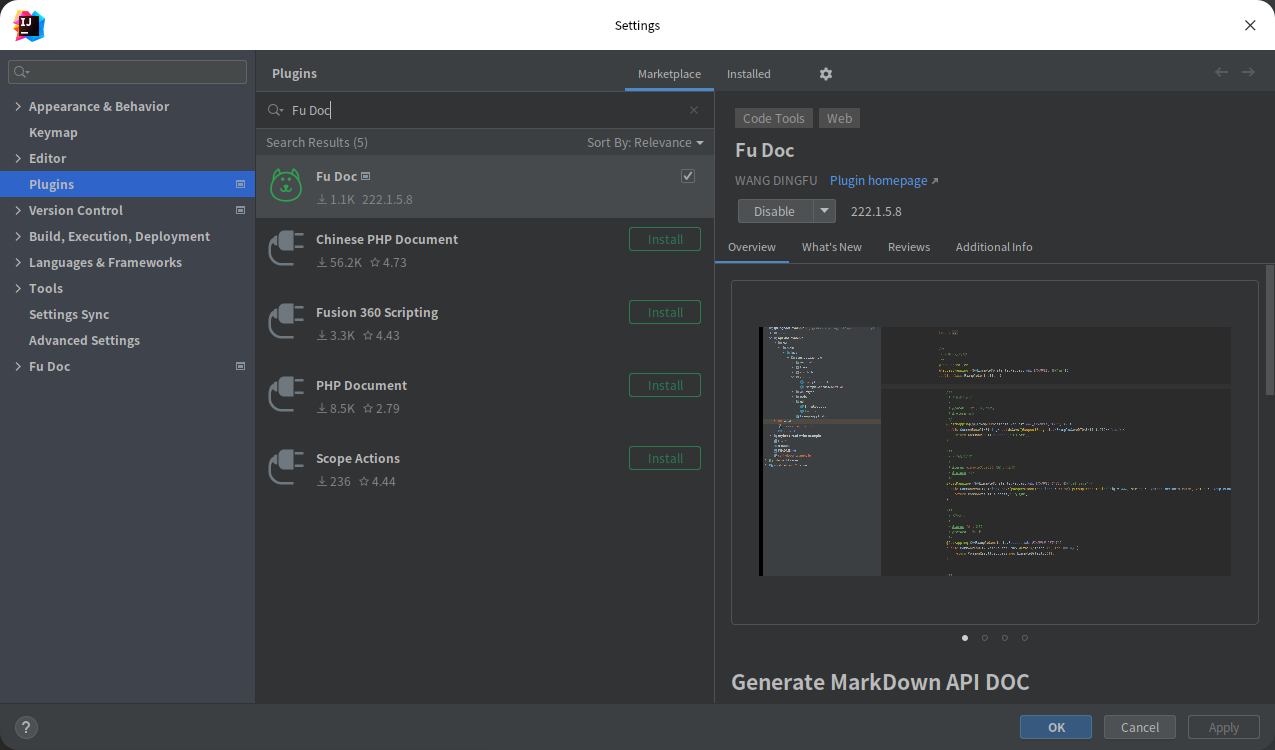 IJ
Settings
Plugins
Marketplace
Installed
Appearance & Behavior
Keymap
Editor
Plugins
Version Control
Build, Execution, Deployment
Languages & Frameworks
Tools
Settings Sync
Advanced Settings
Fu Doc
Fu Doc
Search Results (5)
Sort By: Relevance
Fu Doc
1.1K 222.1.5.8
Chinese PHP Document
56.2K 4.73
Install
Fusion 360 Scripting
3.3K 4.43
Install
PHP Document
8.5K 2.79
Install
Scope Actions
236 4.44
Install
Code Tools Web
Fu Doc
WANG DINGFU Plugin homepage ↗
Disable 222.1.5.8
Overview What's New Reviews Additional Info
Generate MarkDown API DOC
?
OK Cancel Apply